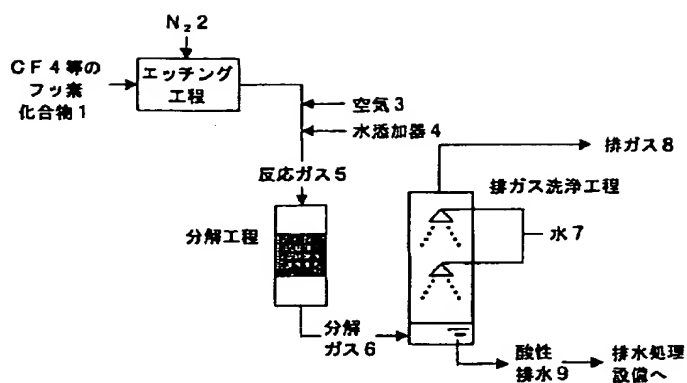 N₂2
CF4等の
フッ素
化合物1
エッチング
工程
空気3
水添加器4
反応ガス5
分解工程
分解
ガス6
排ガス8
排ガス洗浄工程
水7
酸性
排水9
排水処理
設備へ